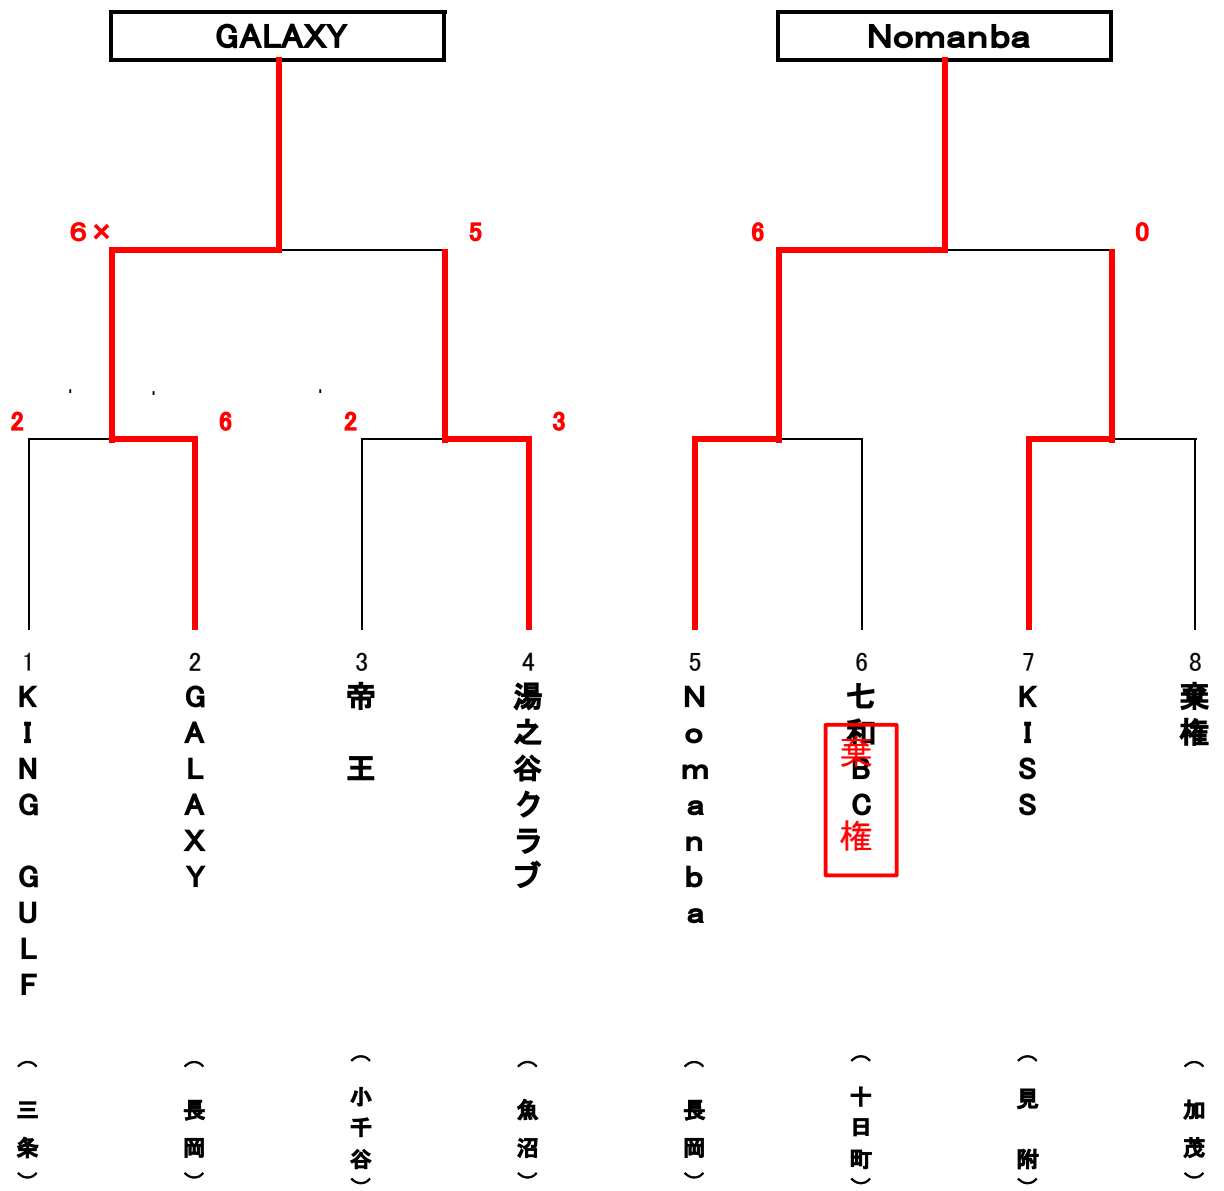 GALAXY
Nomanba
6×
5
6
0
2
6
2
3
1
2
3
4
5
6
7
8
KING GULF
GALAXY
帝 王
湯之谷クラブ
Nomanba
七和BC
棄権
KISS
棄権
（三条）
（長岡）
（小千谷）
（魚沼）
（長岡）
（十日町）
（見附）
（加茂）